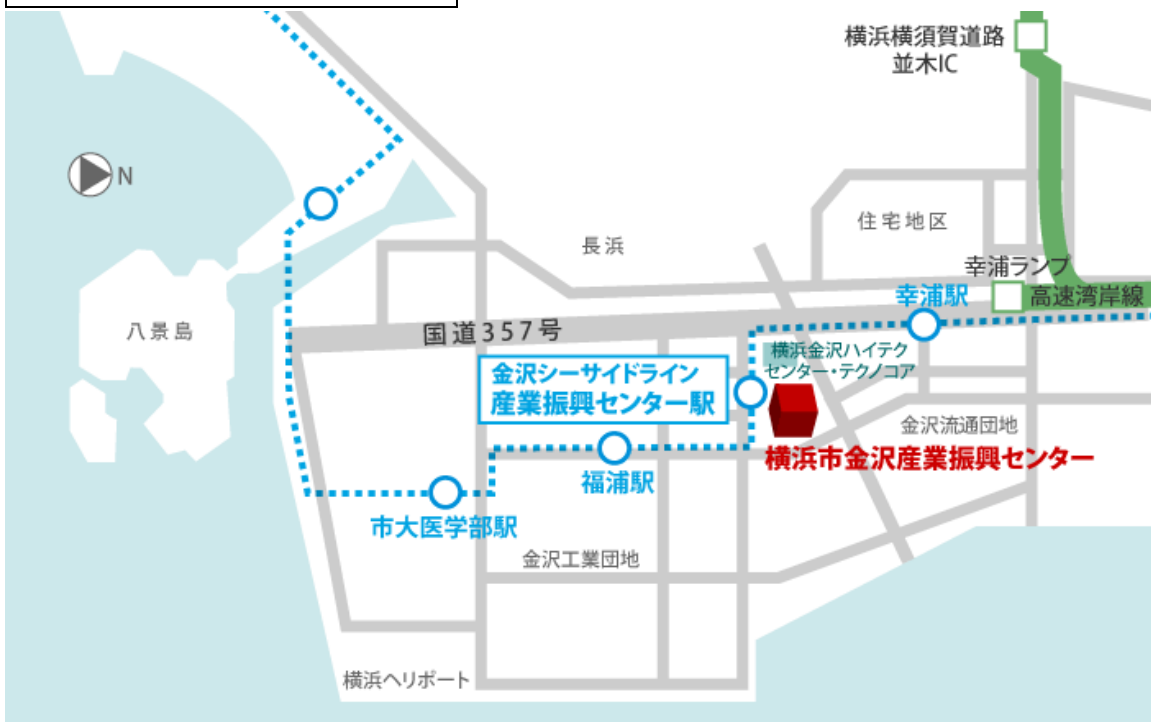 横浜横須賀道路
並木IC
N
住宅地区
長浜
幸浦ランプ
幸浦駅
高速湾岸線
八景島
国道357号
横浜金沢ハイテク
センター・テクノコア
金沢シーサイドライン
産業振興センター駅
金沢流通団地
横浜市金沢産業振興センター
福浦駅
市大医学部駅
金沢工業団地
横浜ヘリポート